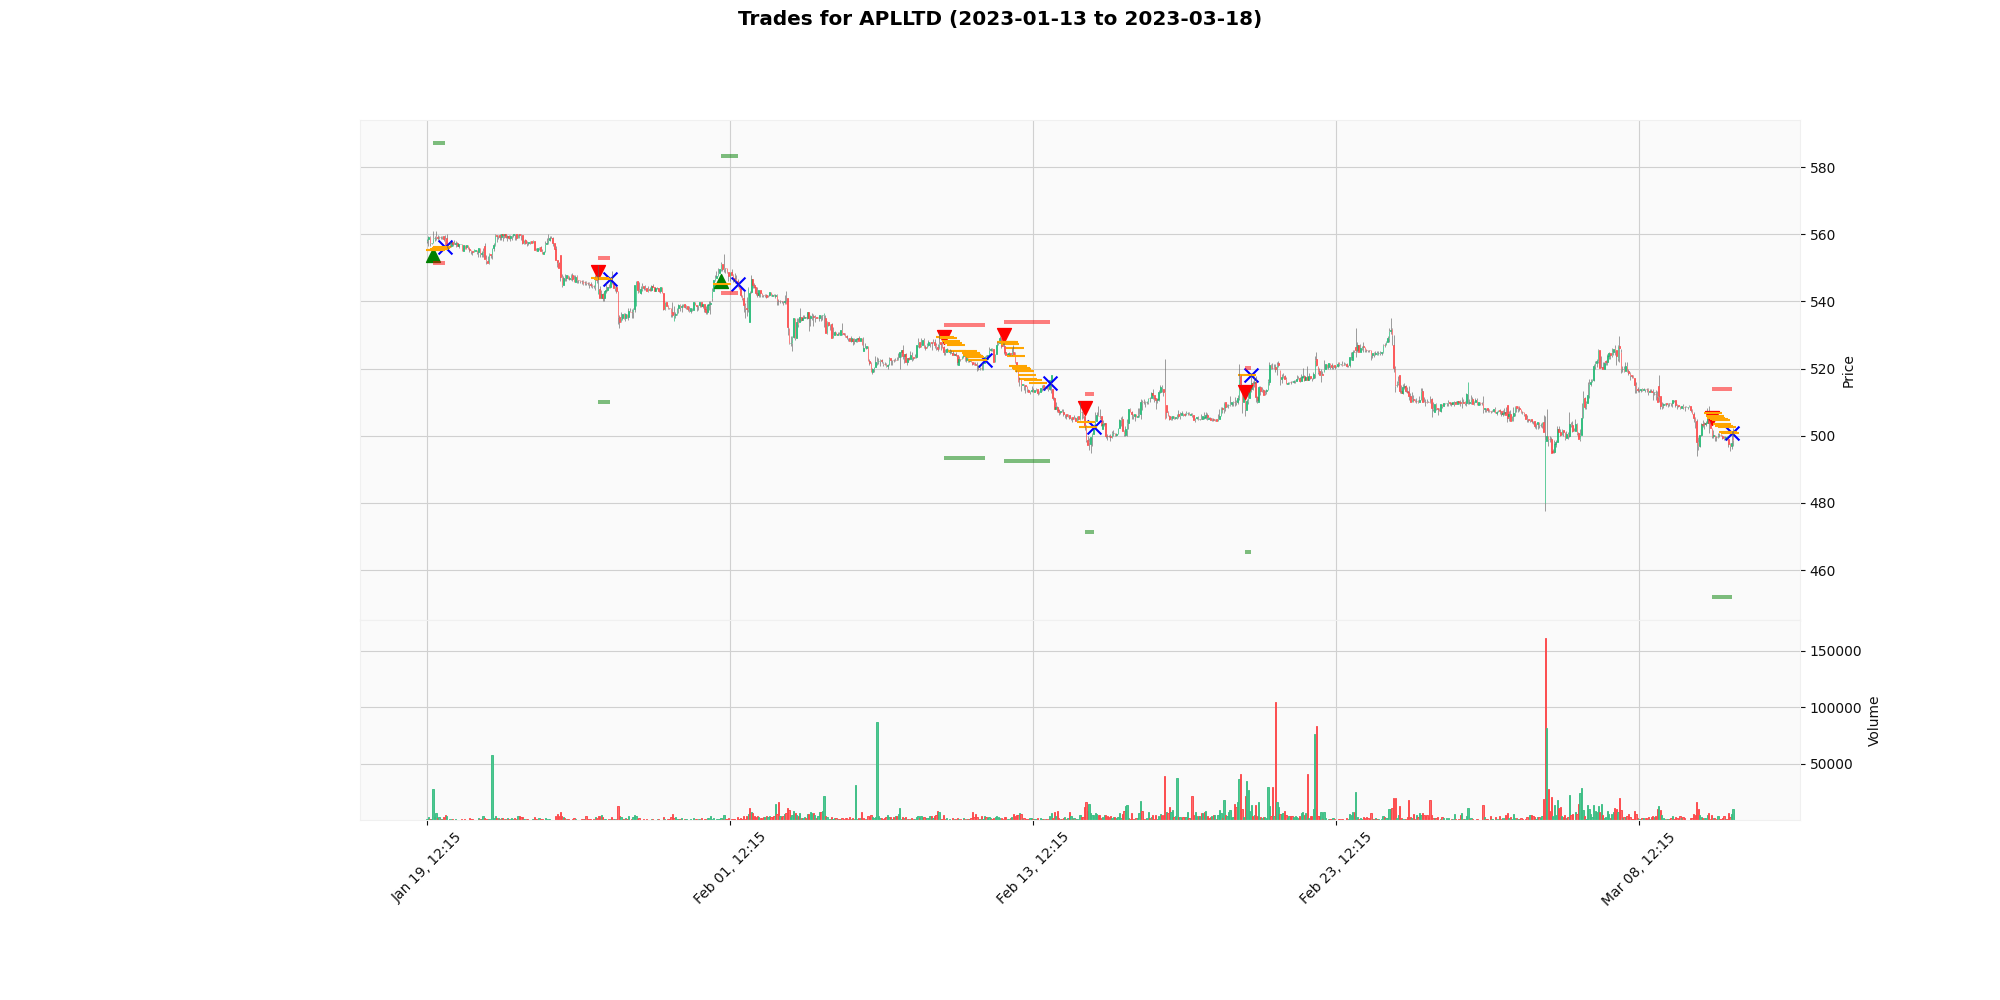 Trades for APLLTD (2023-01-13 to 2023-03-18)
580
560
540
520
500
480
460
Price
150000
100000
50000
Volume
Jan 19, 12:15
Feb 01, 12:15
Feb 13, 12:15
Feb 23, 12:15
Mar 08, 12:15